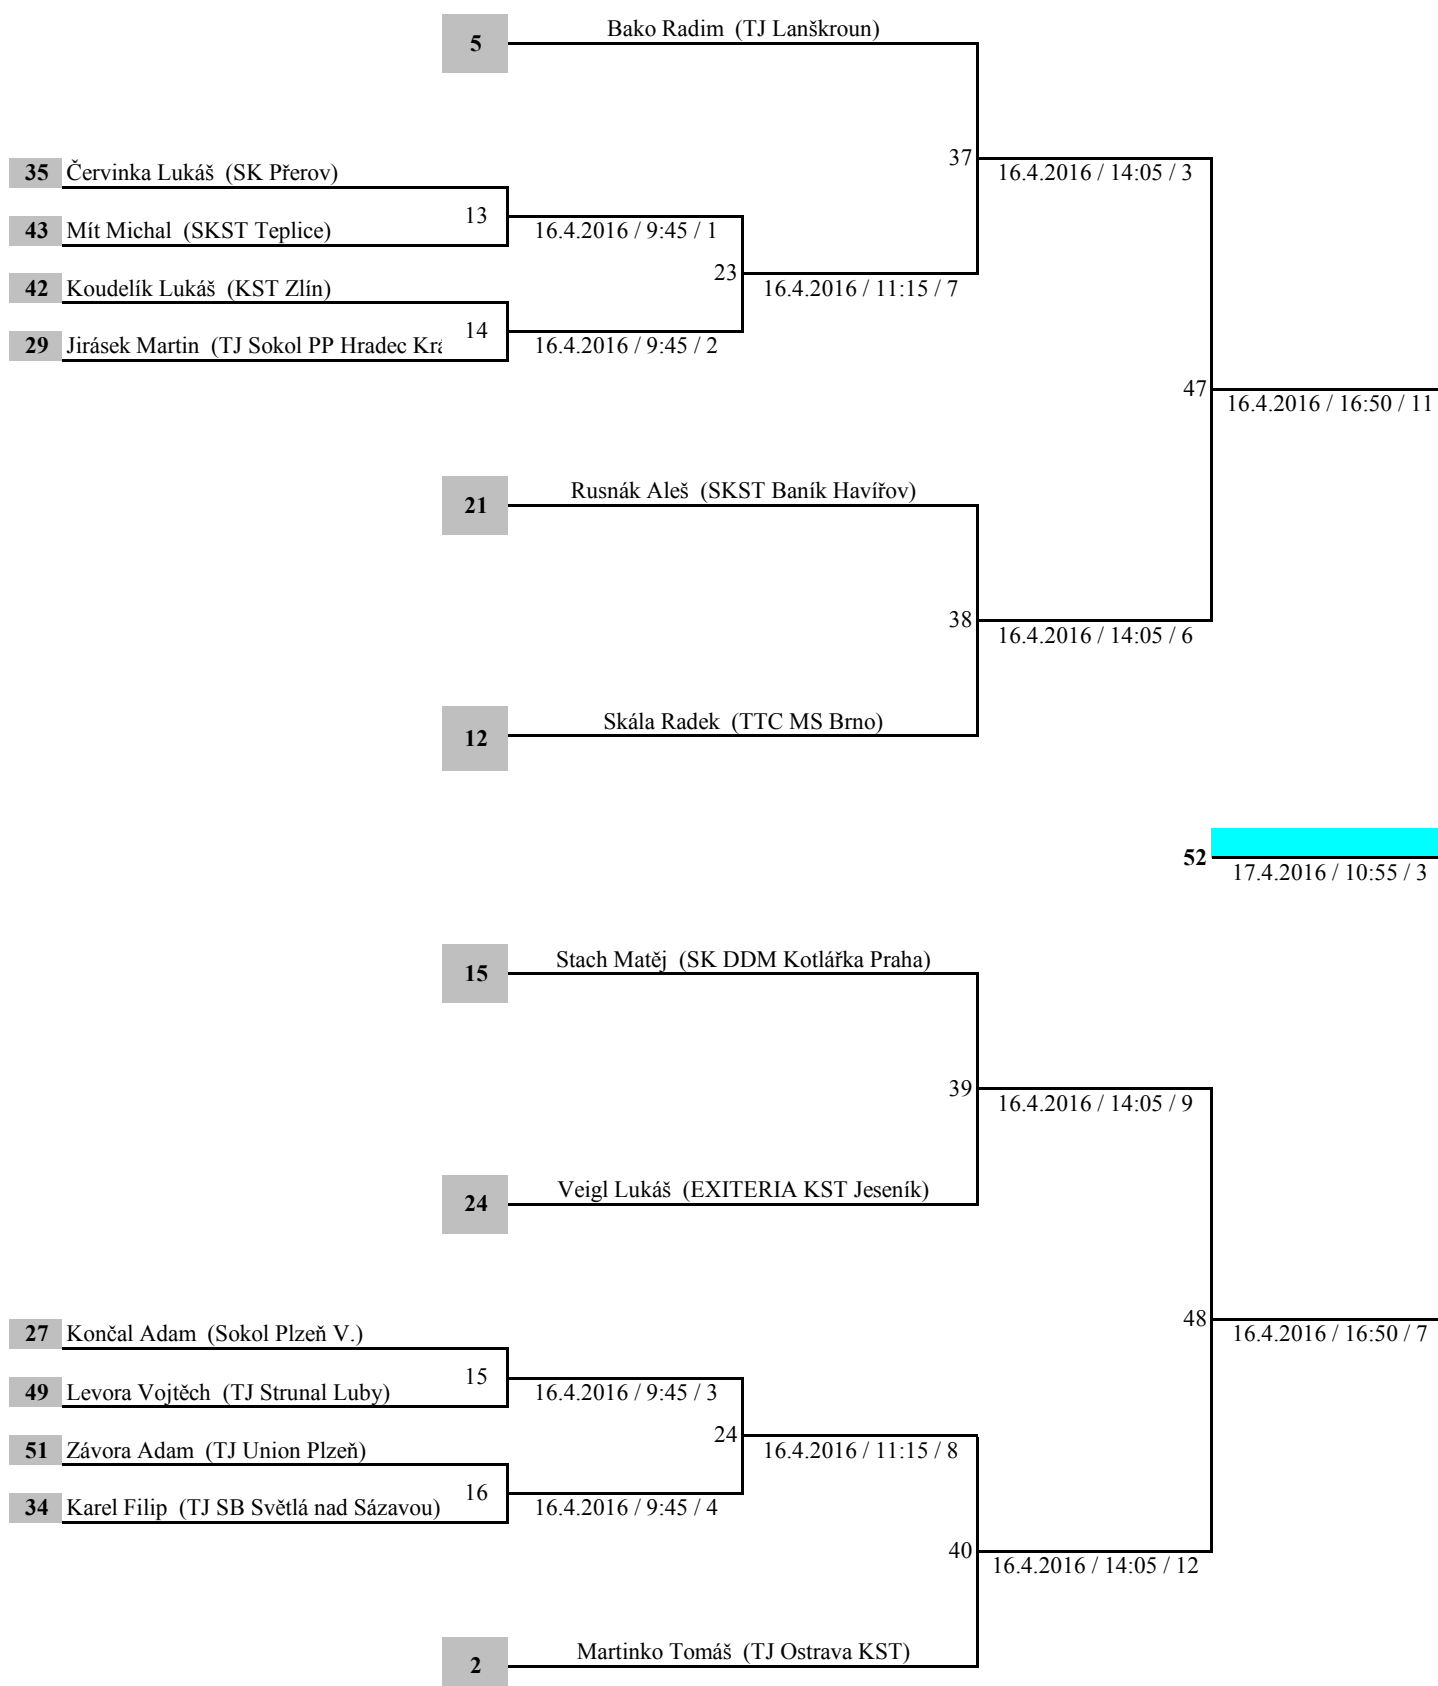 5 Bako Radim (TJ Lanškroun)
37 16.4.2016 / 14:05 / 3
35 Červinka Lukáš (SK Přerov)
13 16.4.2016 / 9:45 / 1
43 Mít Michal (SKST Teplice)
23 16.4.2016 / 11:15 / 7
42 Koudelík Lukáš (KST Zlín)
14 16.4.2016 / 9:45 / 2
29 Jirásek Martin (TJ Sokol PP Hradec Krá
47 16.4.2016 / 16:50 / 11
21 Rusnák Aleš (SKST Baník Havířov)
38 16.4.2016 / 14:05 / 6
12 Skála Radek (TTC MS Brno)
52 17.4.2016 / 10:55 / 3
15 Stach Matěj (SK DDM Kotlářka Praha)
39 16.4.2016 / 14:05 / 9
24 Veigl Lukáš (EXITERIA KST Jeseník)
48 16.4.2016 / 16:50 / 7
27 Končal Adam (Sokol Plzeň V.)
15 16.4.2016 / 9:45 / 3
49 Levora Vojtěch (TJ Strunal Luby)
24 16.4.2016 / 11:15 / 8
51 Závora Adam (TJ Union Plzeň)
16 16.4.2016 / 9:45 / 4
34 Karel Filip (TJ SB Světlá nad Sázavou)
40 16.4.2016 / 14:05 / 12
2 Martinko Tomáš (TJ Ostrava KST)